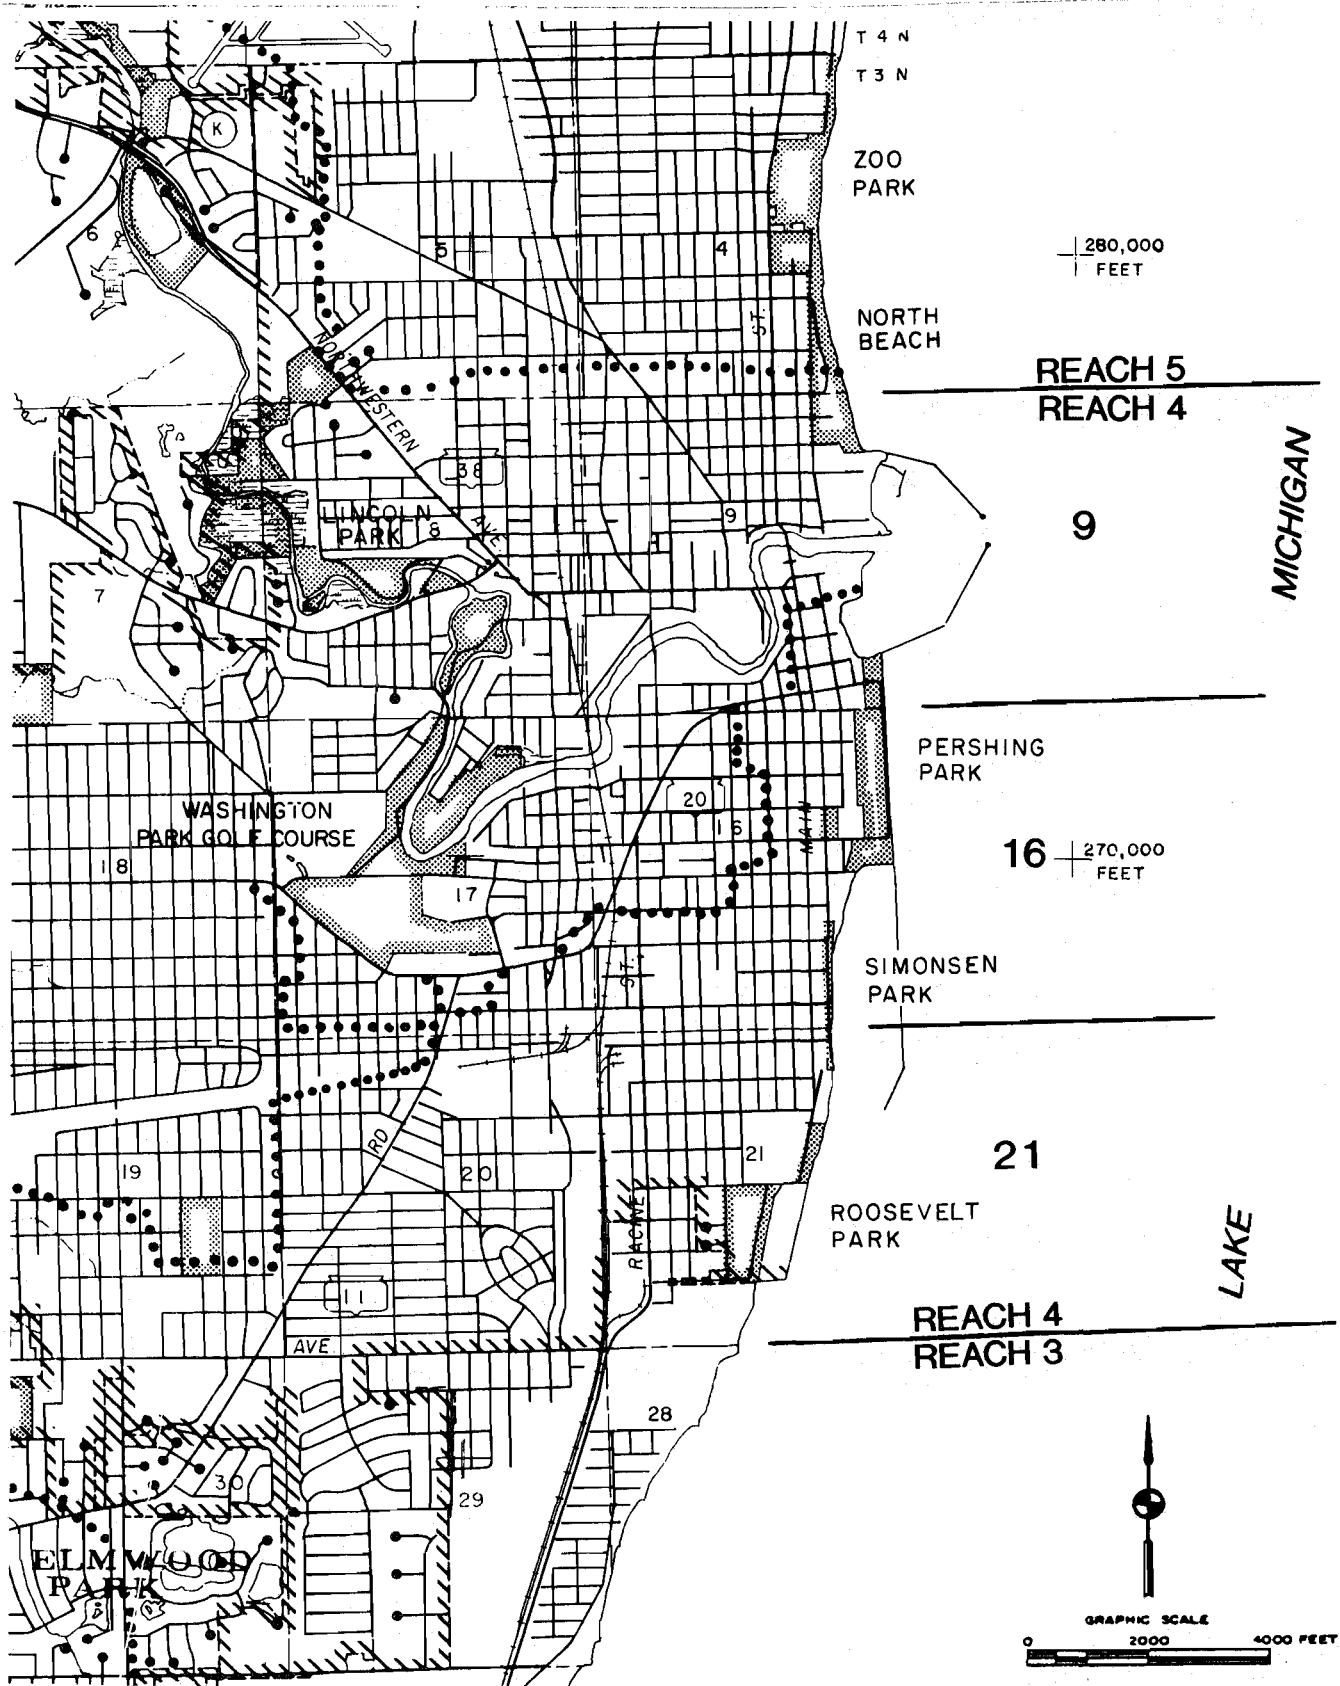 T 4 N
T 3 N
K
ZOO
PARK
6
5
4
280,000
FEET
ST.
NORTH
BEACH
NORTHWESTERN
AVE
REACH 5
REACH 4
38
MICHIGAN
LINCOLN
PARK
8
9
9
7
PERSHING
PARK
20
16
MAIN
WASHINGTON
PARK GOLF COURSE
18
16
270,000
FEET
17
SIMONSEN
PARK
ST.
RD
19
20
21
21
RACINE
ROOSEVELT
PARK
LAKE
11
AVE
REACH 4
REACH 3
28
30
29
ELMWOOD
PARK
GRAPHIC SCALE
0 2000 4000 FEET